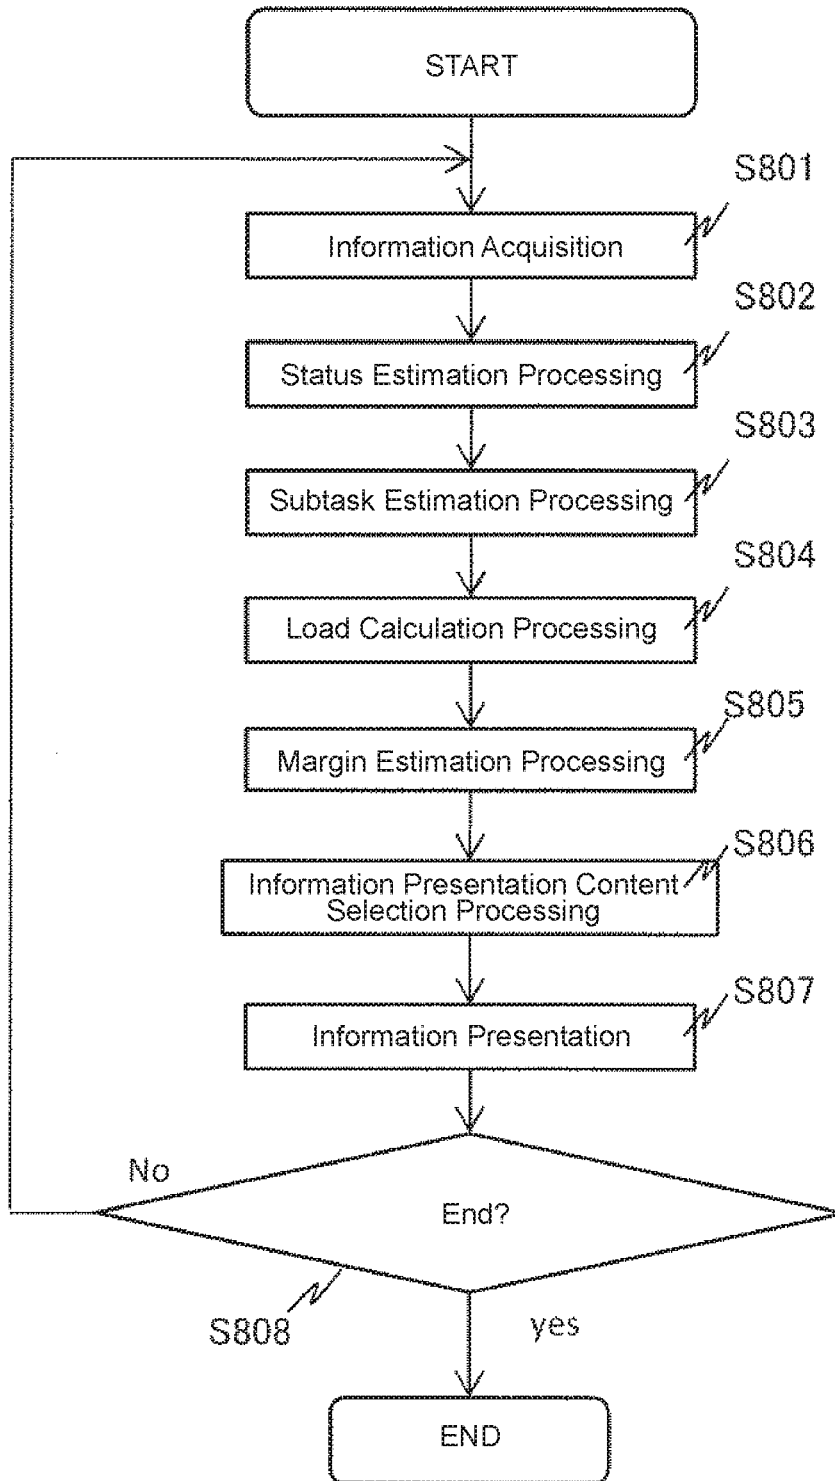 START
S801
Information Acquisition
S802
Status Estimation Processing
S803
Subtask Estimation Processing
S804
Load Calculation Processing
S805
Margin Estimation Processing
S806
Information Presentation Content
Selection Processing
S807
Information Presentation
No
End?
S808
yes
END